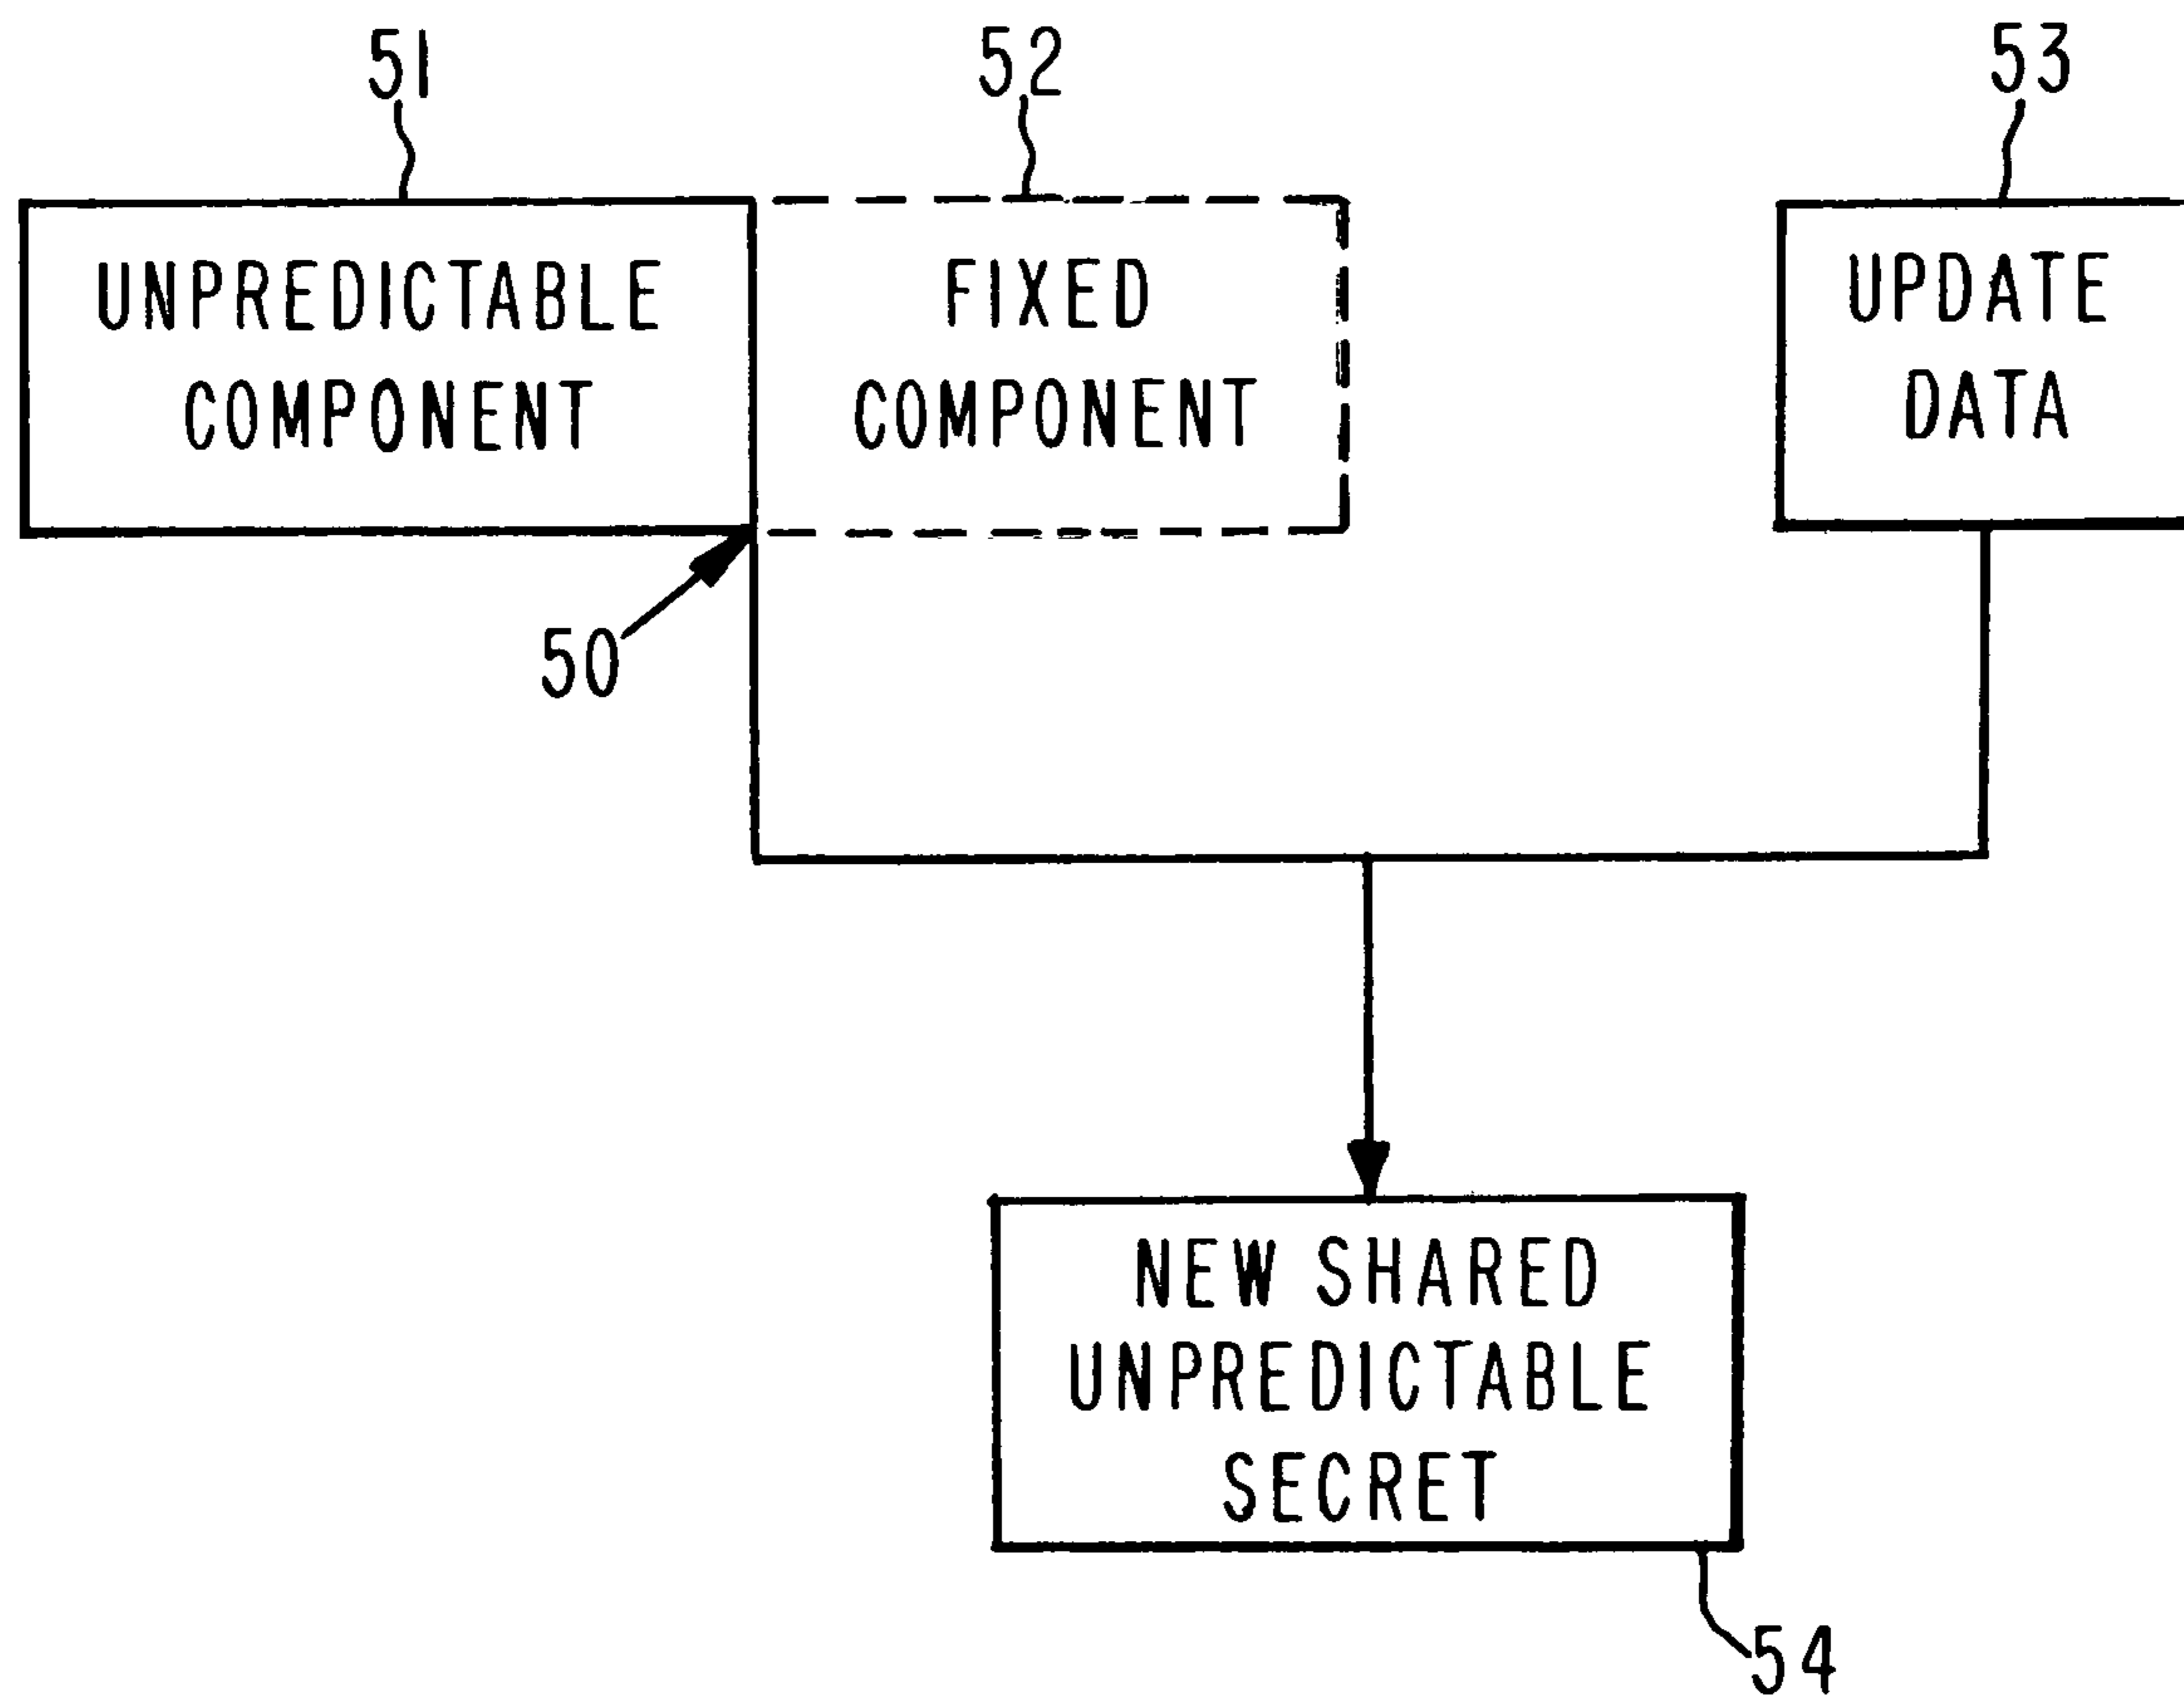 51
52
53
UNPREDICTABLE
COMPONENT
FIXED
COMPONENT
UPDATE
DATA
50
NEW SHARED
UNPREDICTABLE
SECRET
54